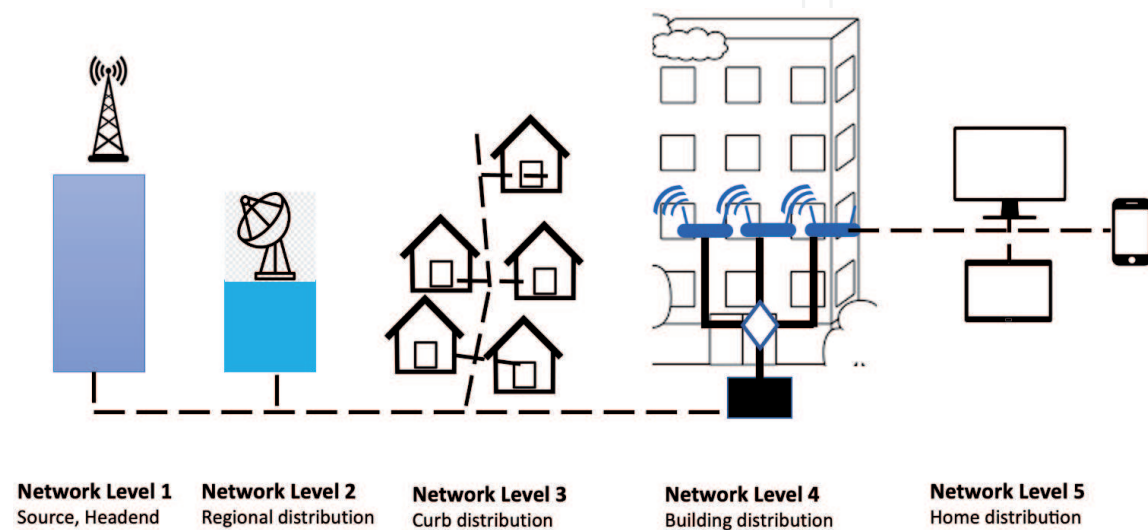 Network Level 1
Source, Headend
Network Level 2
Regional distribution
Network Level 3
Curb distribution
Network Level 4
Building distribution
Network Level 5
Home distribution